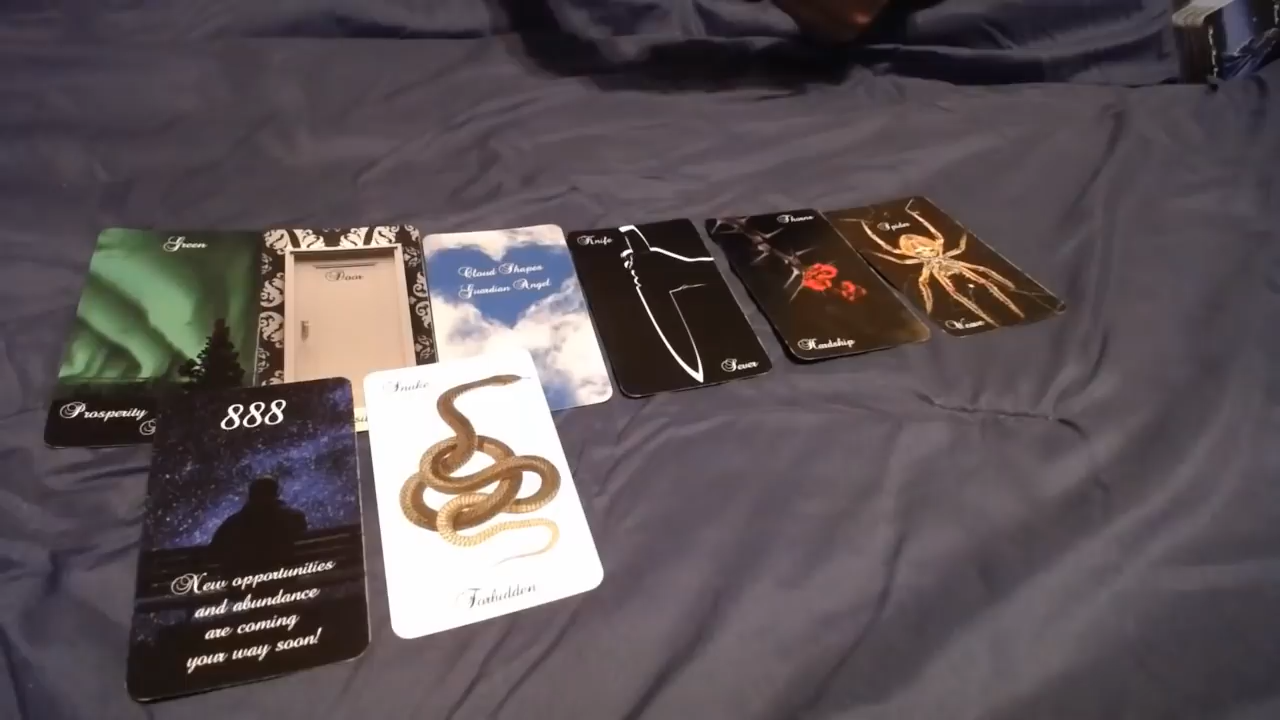 Green
Prosperity
Door
Cloud Shapes
Guardian Angel
Knife
Sever
Thorns
Hardship
Spider
Weave
888
New opportunities
and abundance
are coming
your way soon!
Snake
Forbidden